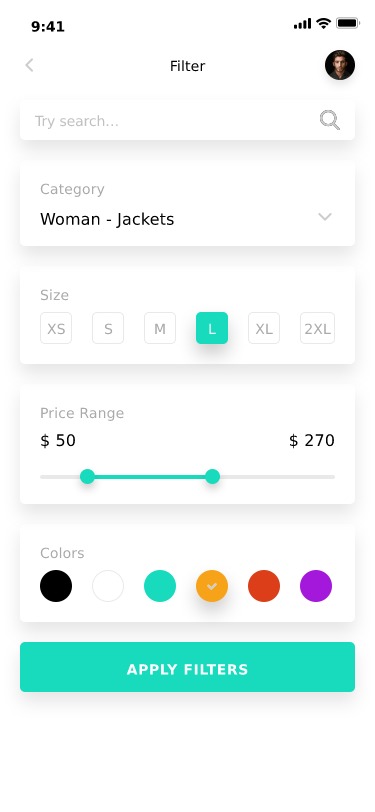 9:41
Filter
Try search...
Category
Woman - Jackets
Size
XS S M L XL 2XL
Price Range
$ 50 $ 270
Colors
APPLY FILTERS